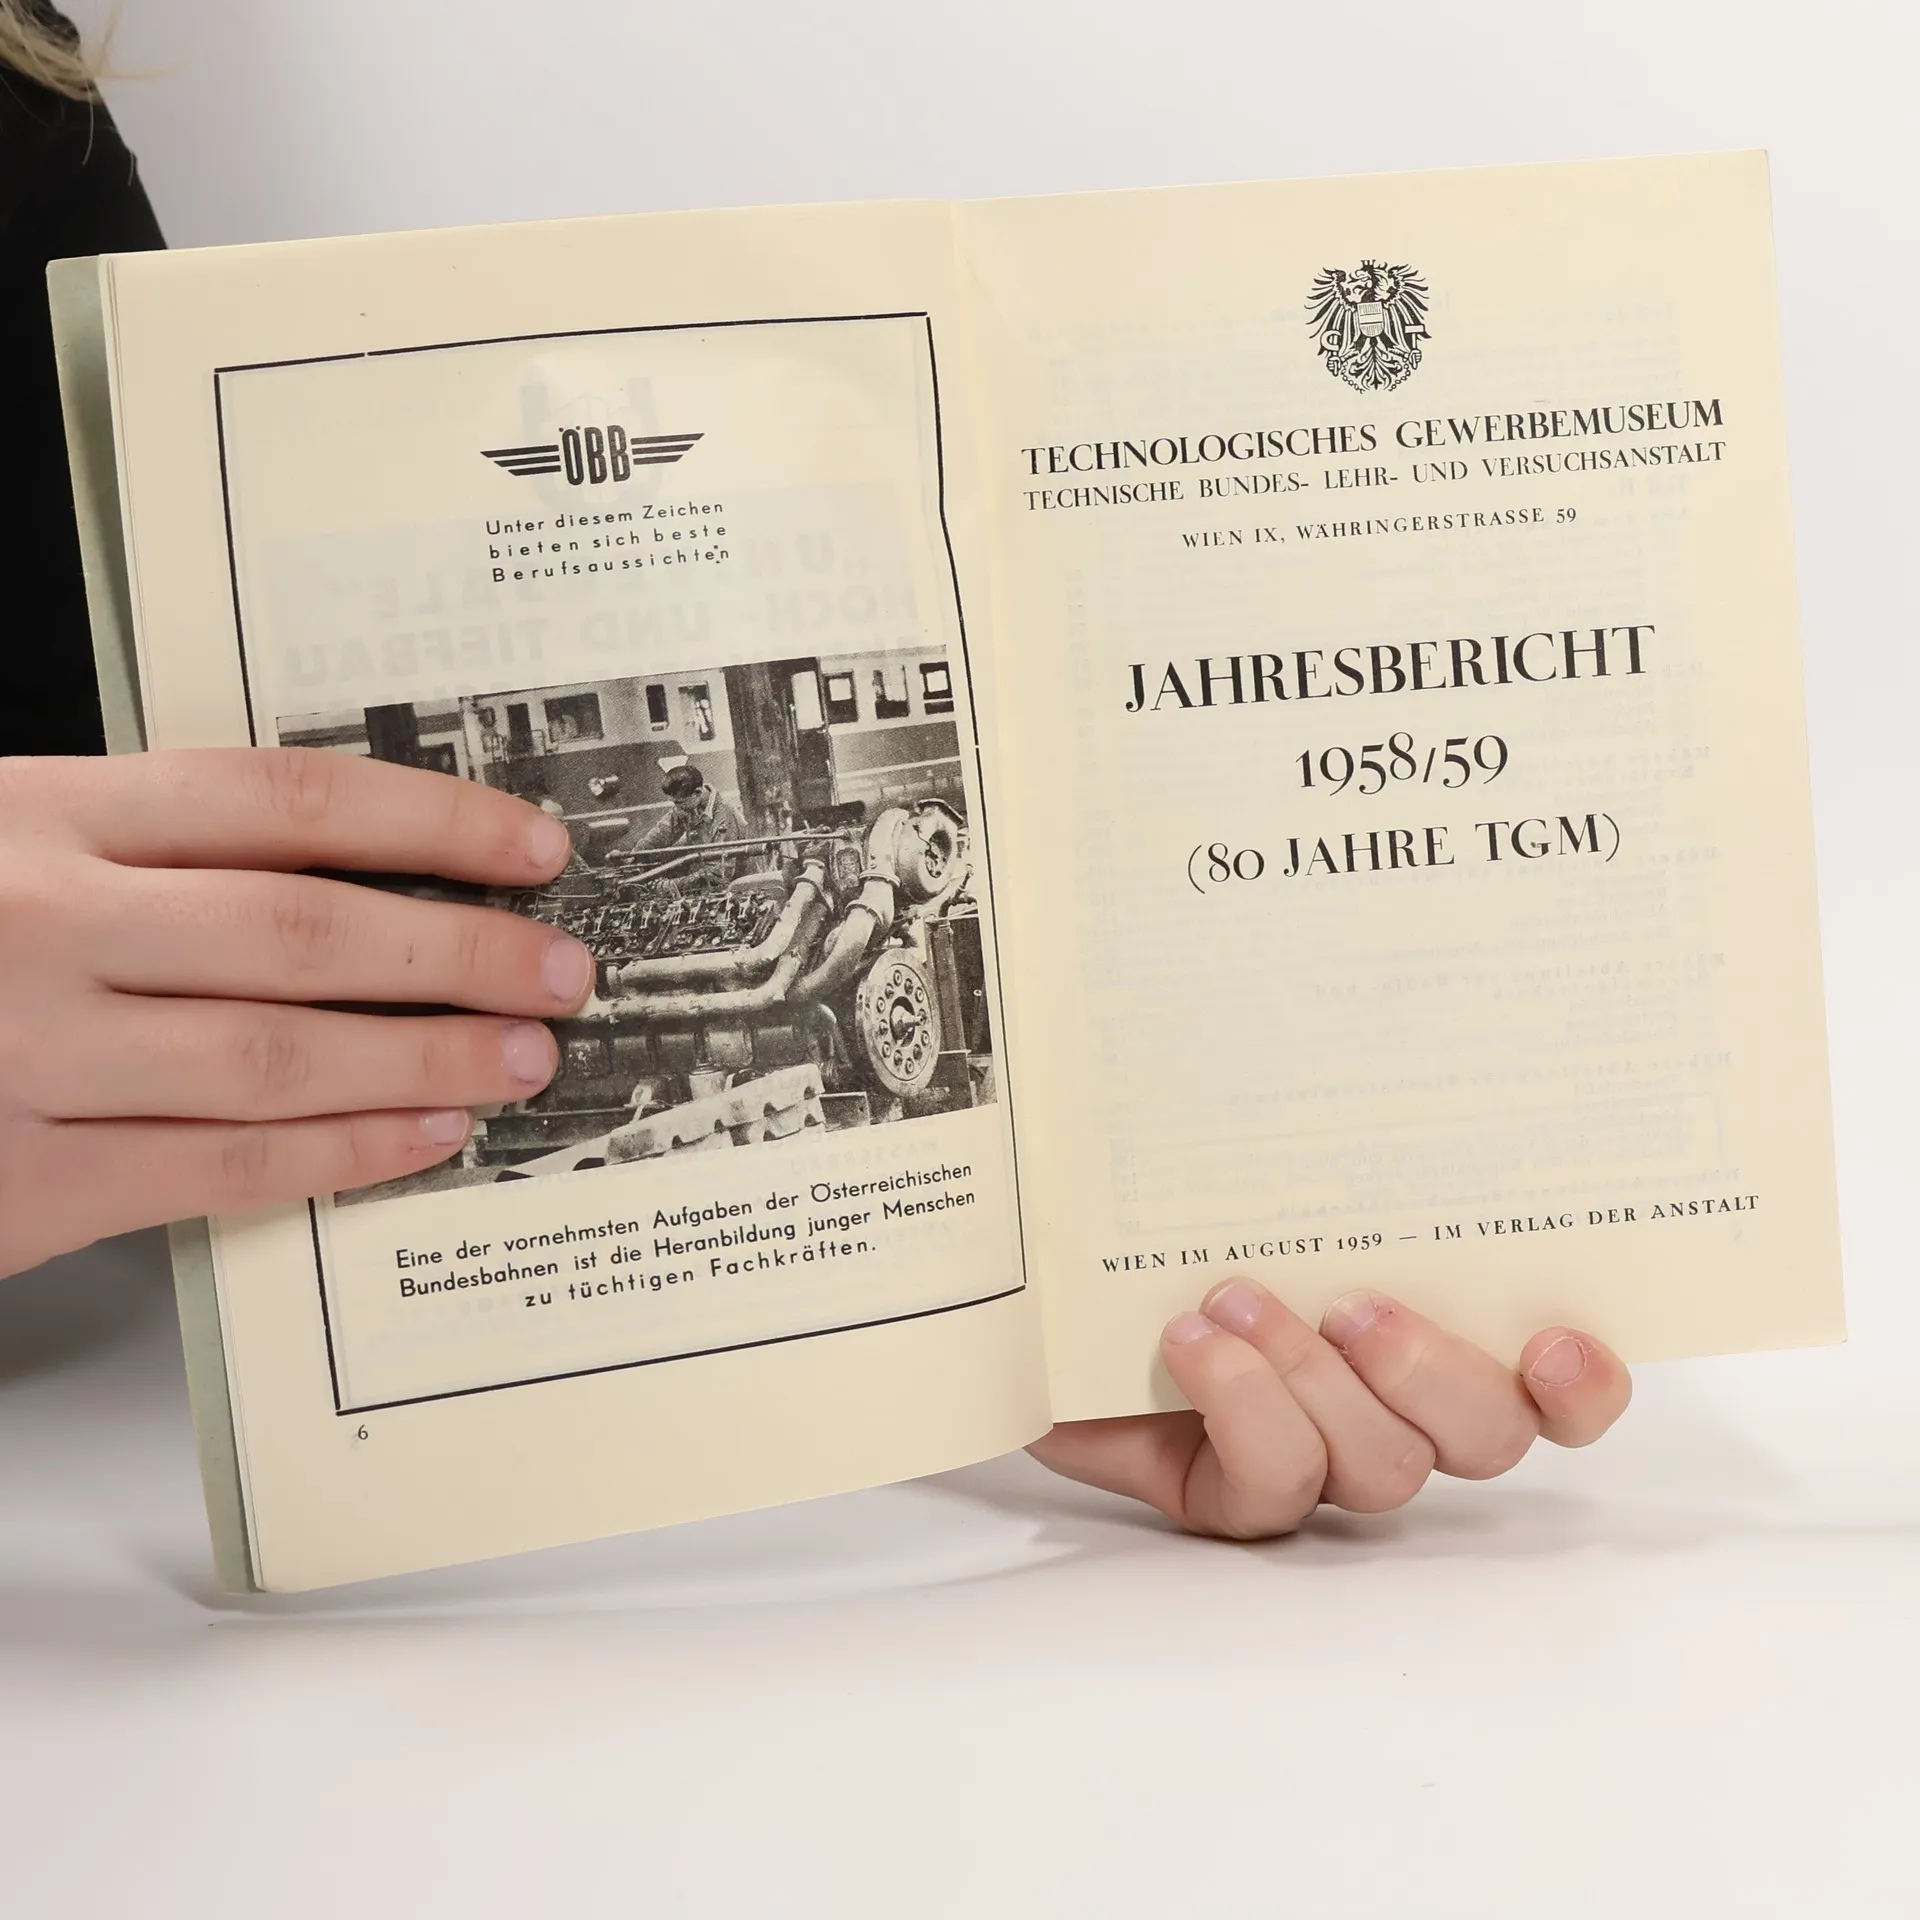 ÖBB
Unter diesem Zeichen
bieten sich beste
Berufsaussichten
Eine der vornehmsten Aufgaben der Österreichischen
Bundesbahnen ist die Heranbildung junger Menschen
zu tüchtigen Fachkräften.
6
TECHNOLOGISCHES GEWERBEMUSEUM
TECHNISCHE BUNDES- LEHR- UND VERSUCHSANSTALT
WIEN IX, WÄHRINGERSTRASSE 59
JAHRESBERICHT
1958/59
(80 JAHRE TGM)
WIEN IM AUGUST 1959 — IM VERLAG DER ANSTALT